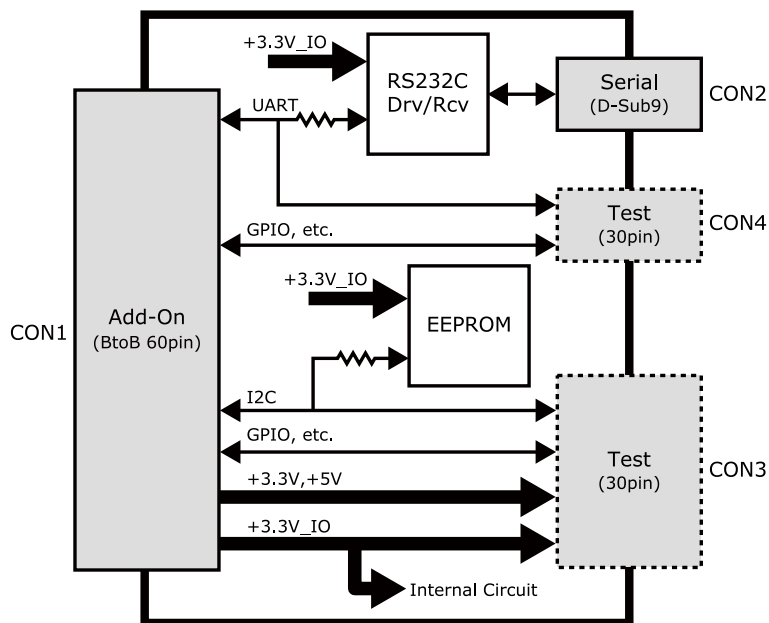 +3.3V_IO
RS232C
Drv/Rcv
Serial
(D-Sub9)
CON2
UART
Test
(30pin)
CON4
GPIO, etc.
+3.3V_IO
EEPROM
Add-On
(BtoB 60pin)
CON1
I2C
GPIO, etc.
Test
(30pin)
CON3
+3.3V,+5V
+3.3V_IO
Internal Circuit